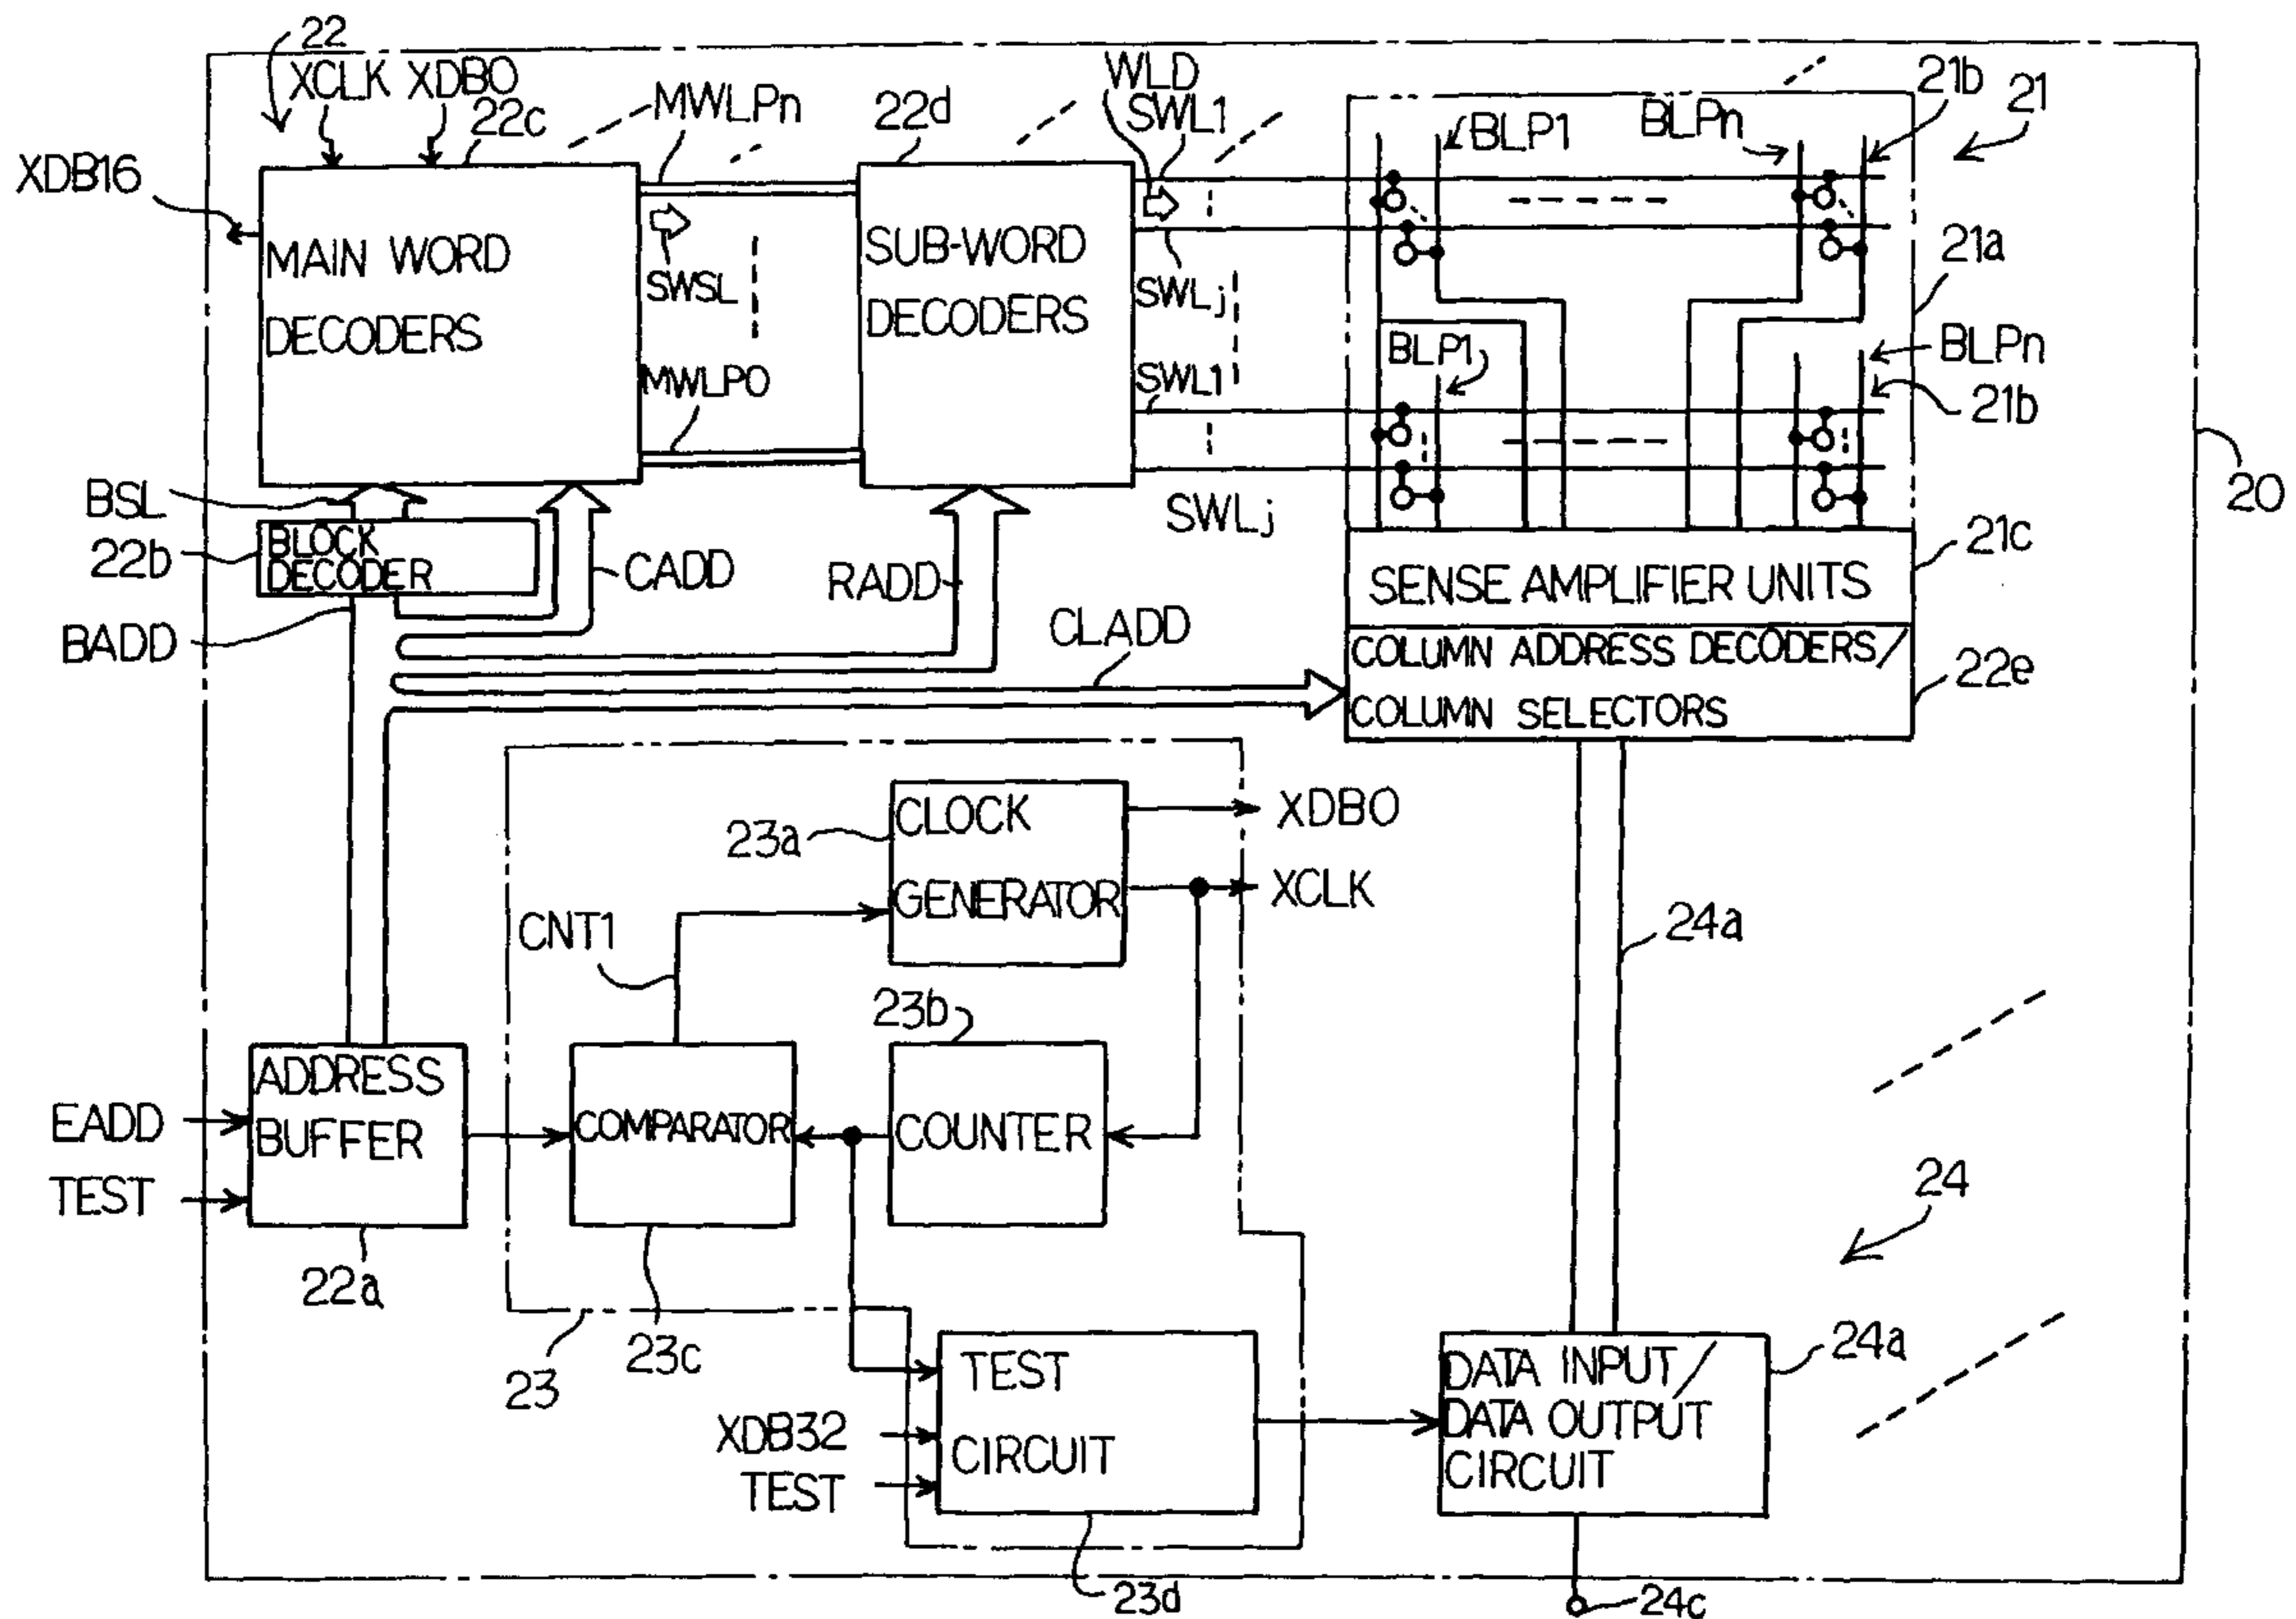 22
XCLK
XDB0
22c
MWLPn
22d
WLD
SWL1
BLP1
BLPn
21b
21
XDB16
MAIN WORD
DECODERS
SWSL
SUB-WORD
DECODERS
SWLj
21a
MWLP0
SWL1
BLP1
BLPn
21b
BSL
SWLj
20
22b
BLOCK
DECODER
CADD
RADD
21c
SENSE AMPLIFIER UNITS
BADD
CLADD
COLUMN ADDRESS DECODERS/
COLUMN SELECTORS
22e
23a
CLOCK
GENERATOR
XDB0
XCLK
CNT1
24a
23b
ADDRESS
BUFFER
EADD
TEST
COMPARATOR
COUNTER
24
22a
23c
23
TEST
CIRCUIT
XDB32
TEST
DATA INPUT/
DATA OUTPUT/
CIRCUIT
24a
23d
24c